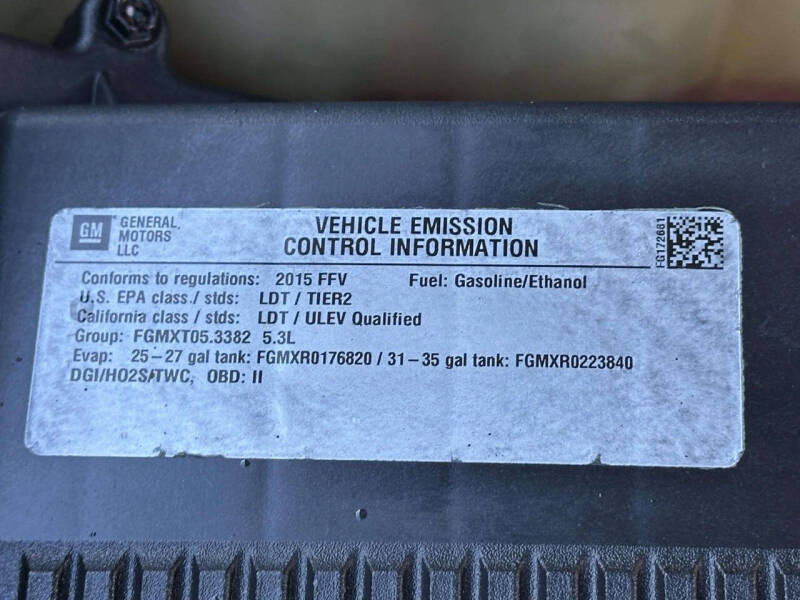 GM
GENERAL
MOTORS
LLC
VEHICLE EMISSION
CONTROL INFORMATION
FG172681
Conforms to regulations: 2015 FFV Fuel: Gasoline/Ethanol
U.S. EPA class./ stds: LDT / TIER2
California class / stds: LDT / ULEV Qualified
Group: FGMXT05.3382 5.3L
Evap: 25-27 gal tank: FGMXR0176820 / 31-35 gal tank: FGMXR0223840
DGI/HO2S/TWC, OBD: II